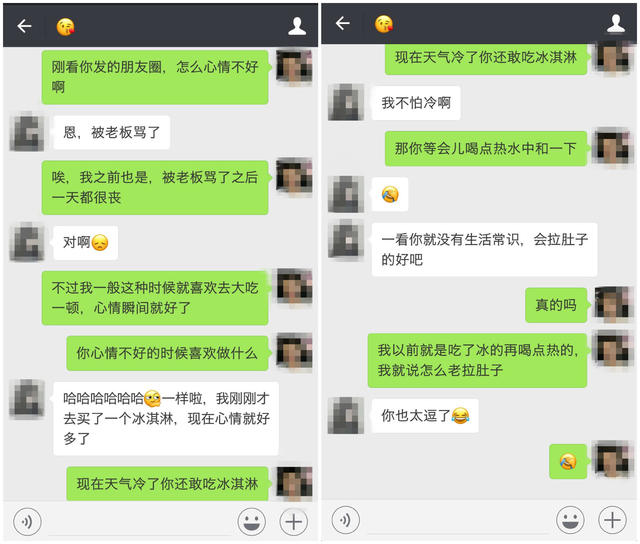 刚看你发的朋友圈，怎么心情不好
啊
恩，被老板骂了
唉，我之前也是，被老板骂了之后
一天都很丧
对啊😞
不过我一般这种时候就喜欢去大吃
一顿，心情瞬间就好了
你心情不好的时候喜欢做什么
哈哈哈哈哈哈🧐一样啦，我刚刚才
去买了一个冰淇淋，现在心情就好
多了
现在天气冷了你还敢吃冰淇淋
现在天气冷了你还敢吃冰淇淋
我不怕冷啊
那你等会儿喝点热水中和一下
🤣
一看你就没有生活常识，会拉肚子
的好吧
真的吗
我以前就是吃了冰的再喝点热的，
我就说怎么老拉肚子
你也太逗了😂
🤣